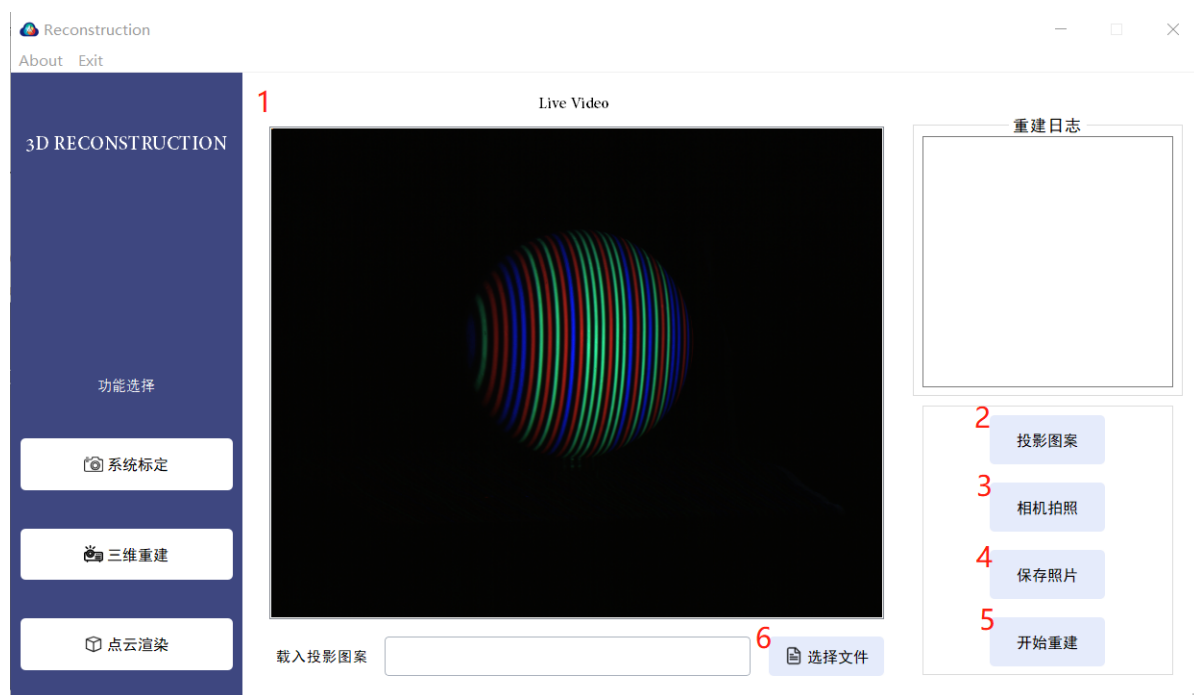 Reconstruction
About Exit
3D RECONSTRUCTION
功能选择
系统标定
三维重建
点云渲染
1
Live Video
载入投影图案
6
选择文件
重建日志
2
投影图案
3
相机拍照
4
保存照片
5
开始重建